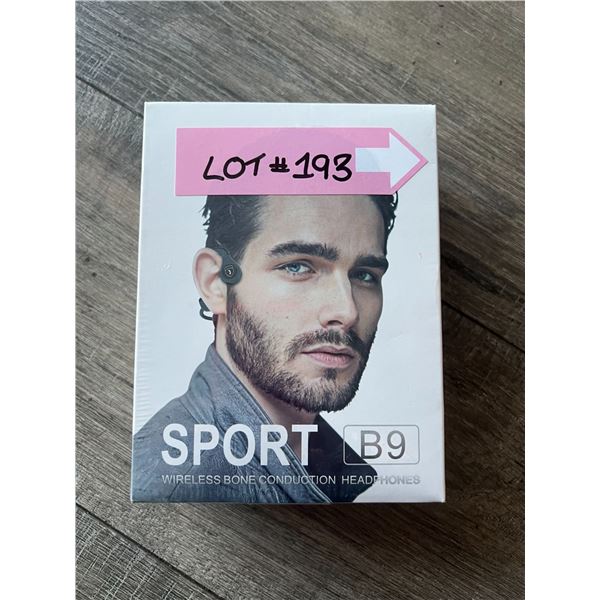 LOT #193
SPORT B9
WIRELESS BONE CONDUCTION HEADPHONES